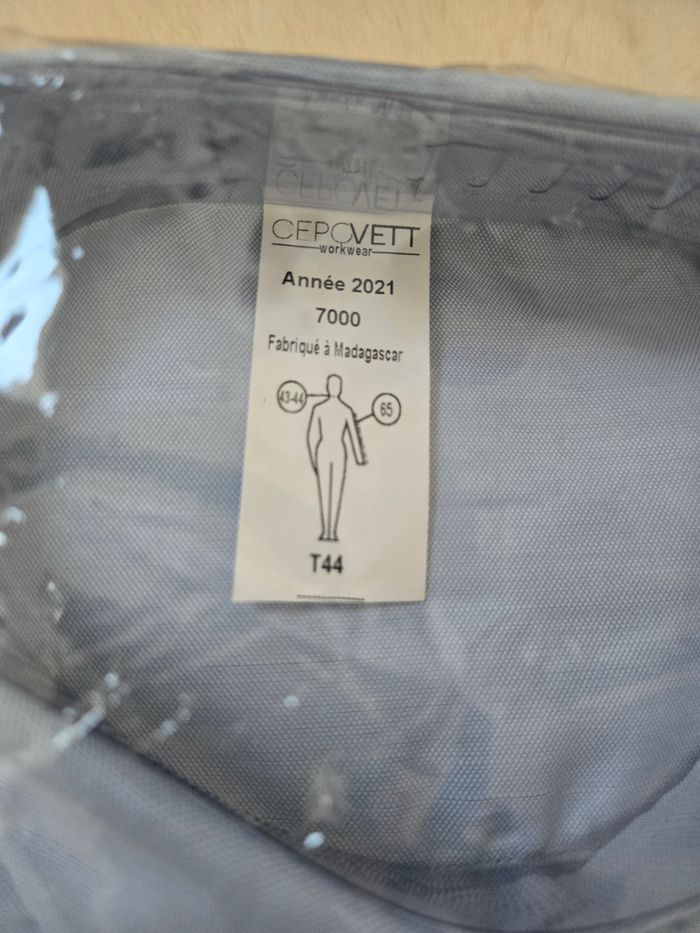 CEPOVETT
workwear
Année 2021
7000
Fabriqué à Madagascar
43-44
65
T44